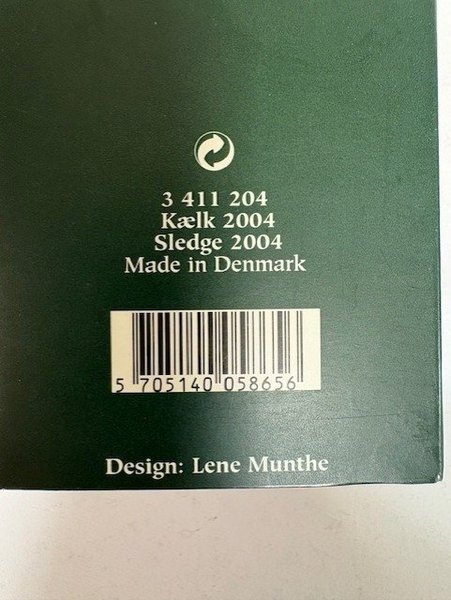 3 411 204
Kælk 2004
Sledge 2004
Made in Denmark
5 705140 058656
Design: Lene Munthe